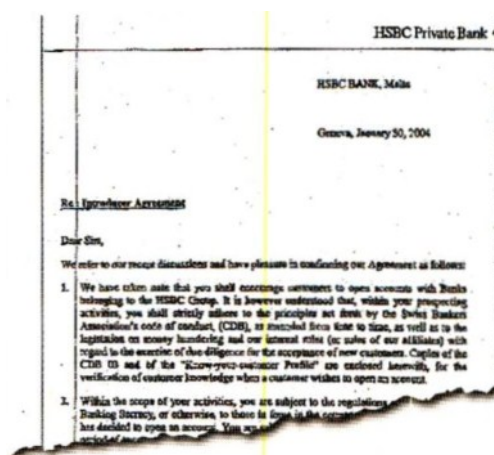 HSBC Private Bank
HSBC BANK, Malta
Geneva, January 30, 2004
Re : Introducer Agreement
Dear Sirs,
We refer to our recent discussions and have pleasure in confirming our Agreement as follows:
1. We have taken note that you shall encourage customers to open accounts with Banks
belonging to the HSBC Group. It is however understood that, within your prospecting
activities, you shall strictly adhere to the principles set forth by the Swiss Bankers
Association's code of conduct, (CDB), as amended from time to time, as well as to the
legislation on money laundering and our internal rules (or rules of our affiliates) with
regard to the exercise of due diligence for the acceptance of new customers. Copies of the
CDB 03 and of the "Know-your-customer Profile" are enclosed herewith, for the
verification of customer knowledge when a customer wishes to open an account.
2. Within the scope of your activities, you are subject to the regulations
Banking Secrecy, or otherwise, to those in force in the
has decided to open an account. You are
period of